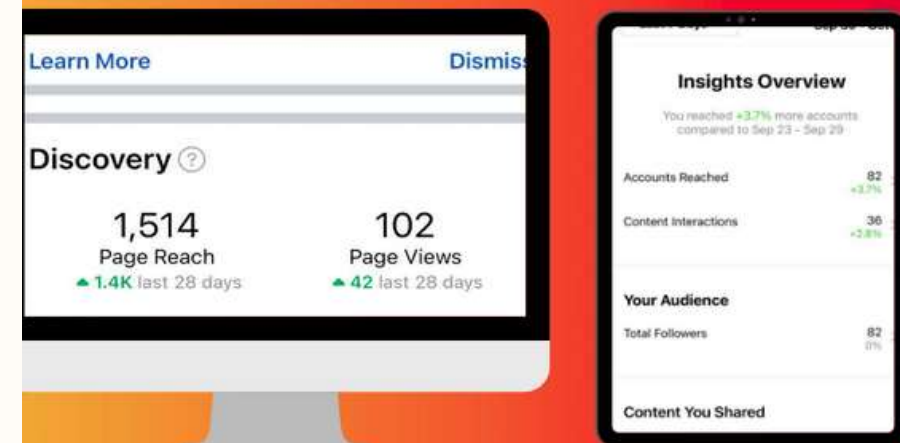 Learn More
Dismiss
Discovery ?
1,514
102
Page Reach
Page Views
1.4K last 28 days
42 last 28 days
Insights Overview
You reached +3.7% more accounts
compared to Sep 23 - Sep 29
Accounts Reached
82
+3.7%
Content Interactions
36
+2.8%
Your Audience
Total Followers
82
0%
Content You Shared